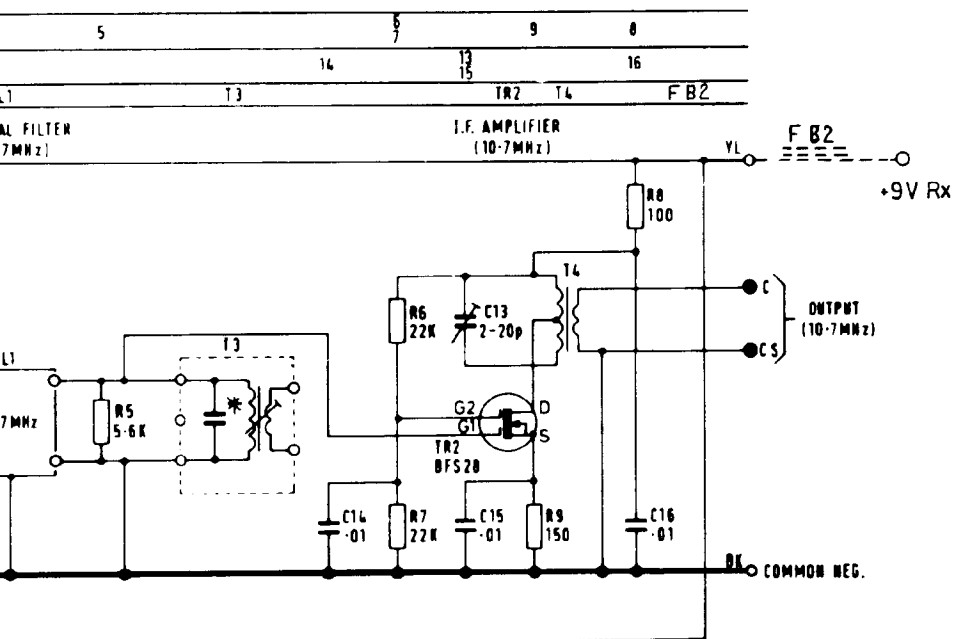 5 6 9 8
7
14 13 16
15
T3 TR2 T4 FB2
AL FILTER I.F. AMPLIFIER
7MHz) (10·7MHz)
FB2
YL
+9V Rx
R8
100
T4
C
R6
22K
C13
2-20p
OUTPUT
(10·7MHz)
CS
L1
T3
7MHz
R5
5·6K
*
G2
G1
D
S
TR2
BFS28
C14
·01
R7
22K
C15
·01
R9
150
C16
·01
BK
COMMON NEG.